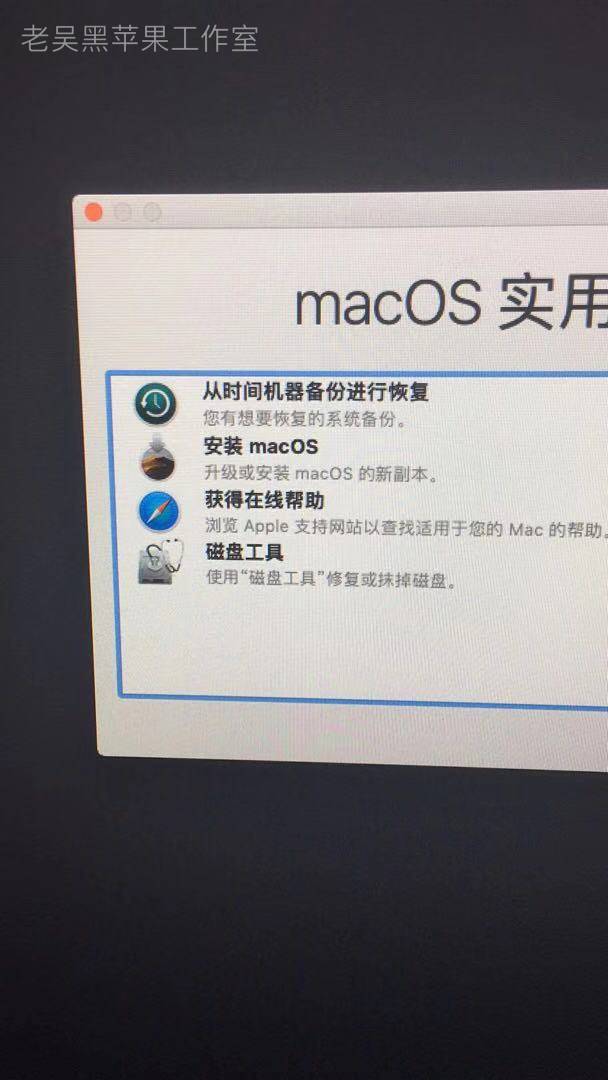 老吴黑苹果工作室
macOS 实用
从时间机器备份进行恢复
您有想要恢复的系统备份。
安装 macOS
升级或安装 macOS 的新副本。
获得在线帮助
浏览 Apple 支持网站以查找适用于您的 Mac 的帮助。
磁盘工具
使用“磁盘工具”修复或抹掉磁盘。